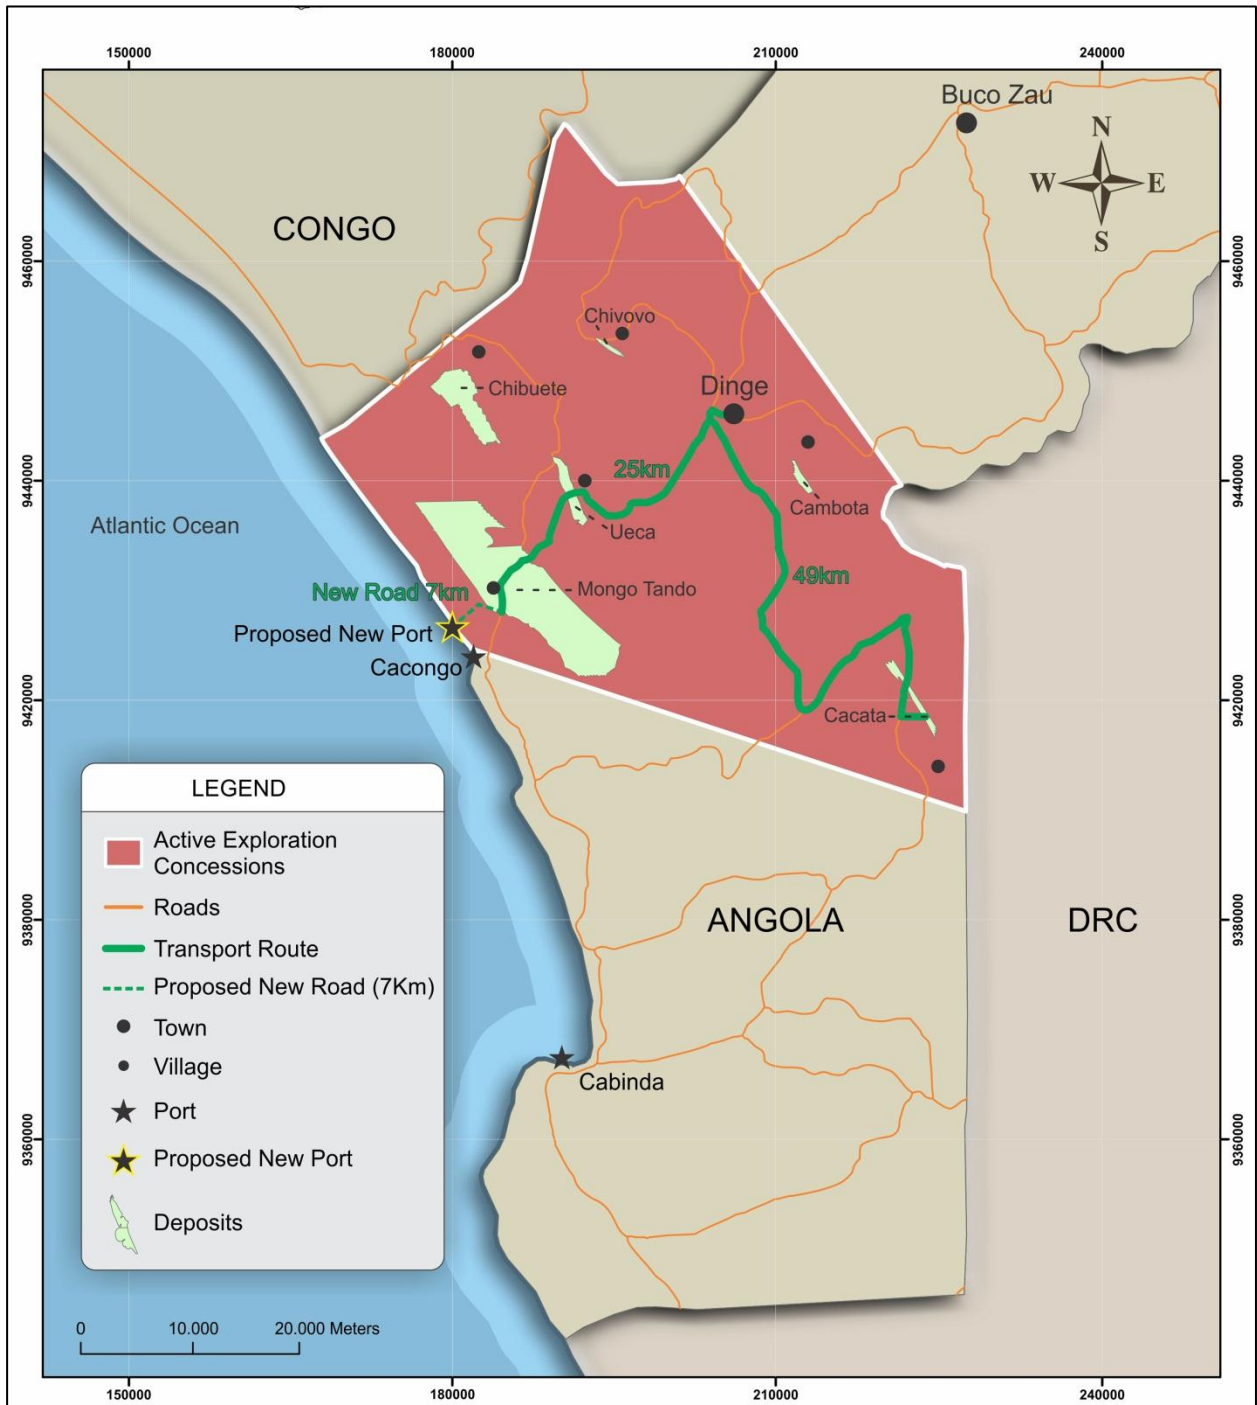 150000
180000
210000
240000
Buco Zau
N
W
E
S
CONGO
9460000
9460000
Chivovo
Chibuete
Dinge
25km
9440000
9440000
Cambota
Atlantic Ocean
Ueca
49km
New Road 7km
Mongo Tando
Proposed New Port
Cacongo
9420000
9420000
Cacata
LEGEND
Active Exploration
Concessions
Roads
Transport Route
Proposed New Road (7Km)
Town
Village
Port
Proposed New Port
Deposits
ANGOLA
DRC
9380000
9380000
Cabinda
9360000
9360000
0
10.000
20.000 Meters
150000
180000
210000
240000